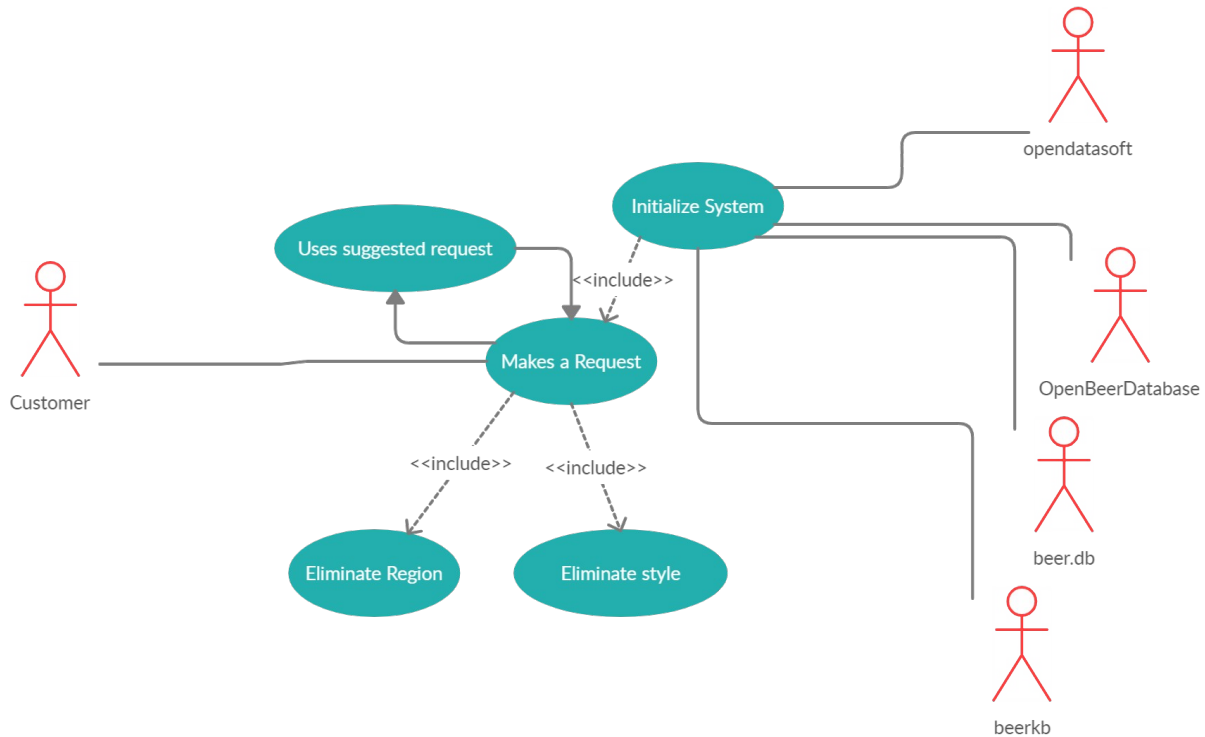 opendatasoft
Initialize System
Uses suggested request
<<include>>
OpenBeerDatabase
Makes a Request
Customer
<<include>>
<<include>>
beer.db
Eliminate Region
Eliminate style
beerkb